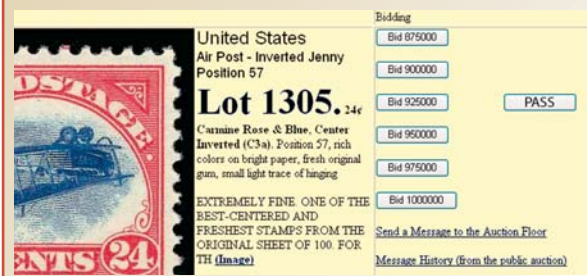 POSTAGE
CENTS 24
United States
Air Post - Inverted Jenny
Position 57
Lot 1305. 24¢
Carmine Rose & Blue, Center
Inverted (C3a). Position 57, rich
colors on bright paper, fresh original
gum, small light trace of hinging
EXTREMELY FINE. ONE OF THE
BEST-CENTERED AND
FRESHEST STAMPS FROM THE
ORIGINAL SHEET OF 100. FOR
TH (Image)
Bidding
Bid 875000
Bid 900000
Bid 925000
PASS
Bid 950000
Bid 975000
Bid 1000000
Send a Message to the Auction Floor
Message History (from the public auction)